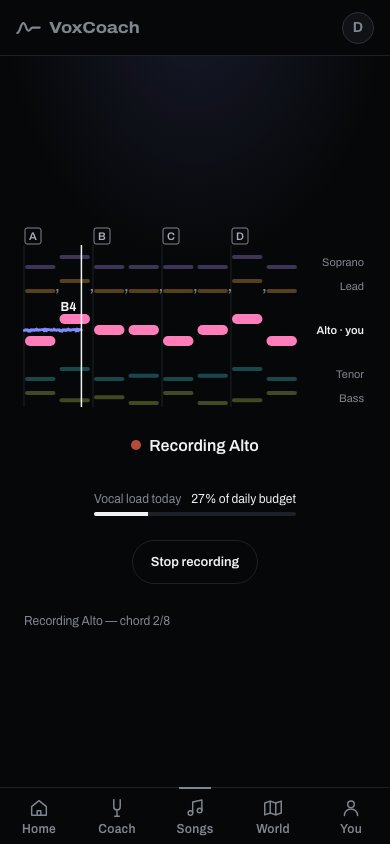 VoxCoach
D
A B C D
Soprano
Lead
B4
Alto · you
Tenor
Bass
Recording Alto
Vocal load today 27% of daily budget
Stop recording
Recording Alto — chord 2/8
Home Coach Songs World You